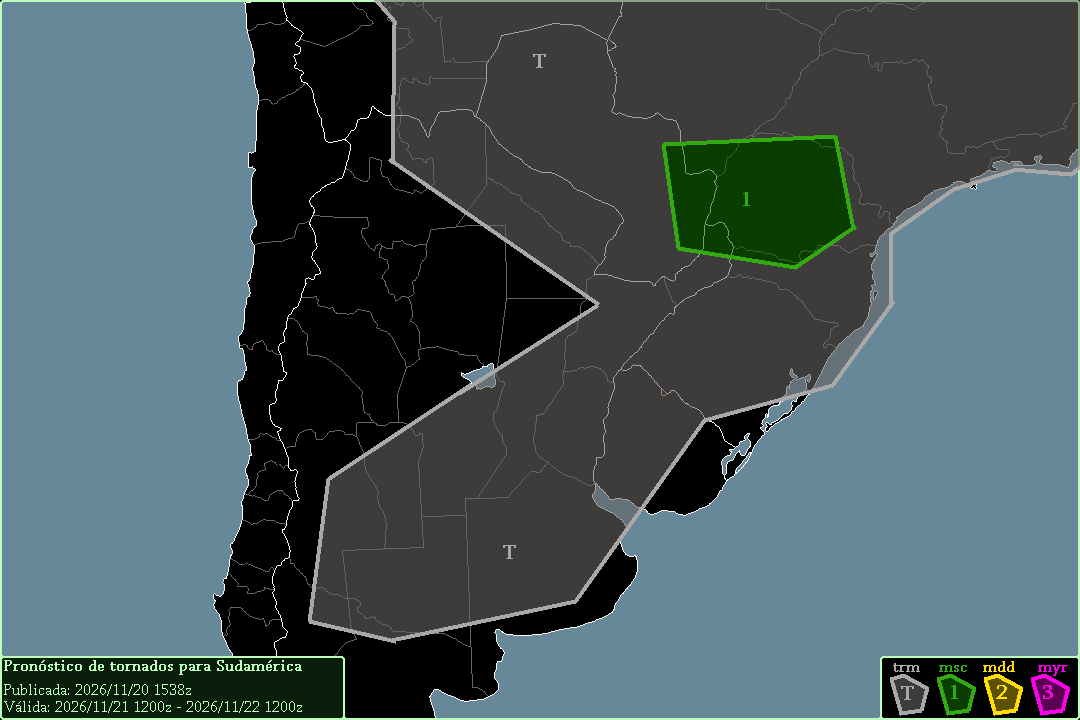 T
1
T
Pronóstico de tornados para Sudamérica
Publicada: 2026/11/20 1538z
Válida: 2026/11/21 1200z - 2026/11/22 1200z
trm msc mdd myr
T 1 2 3